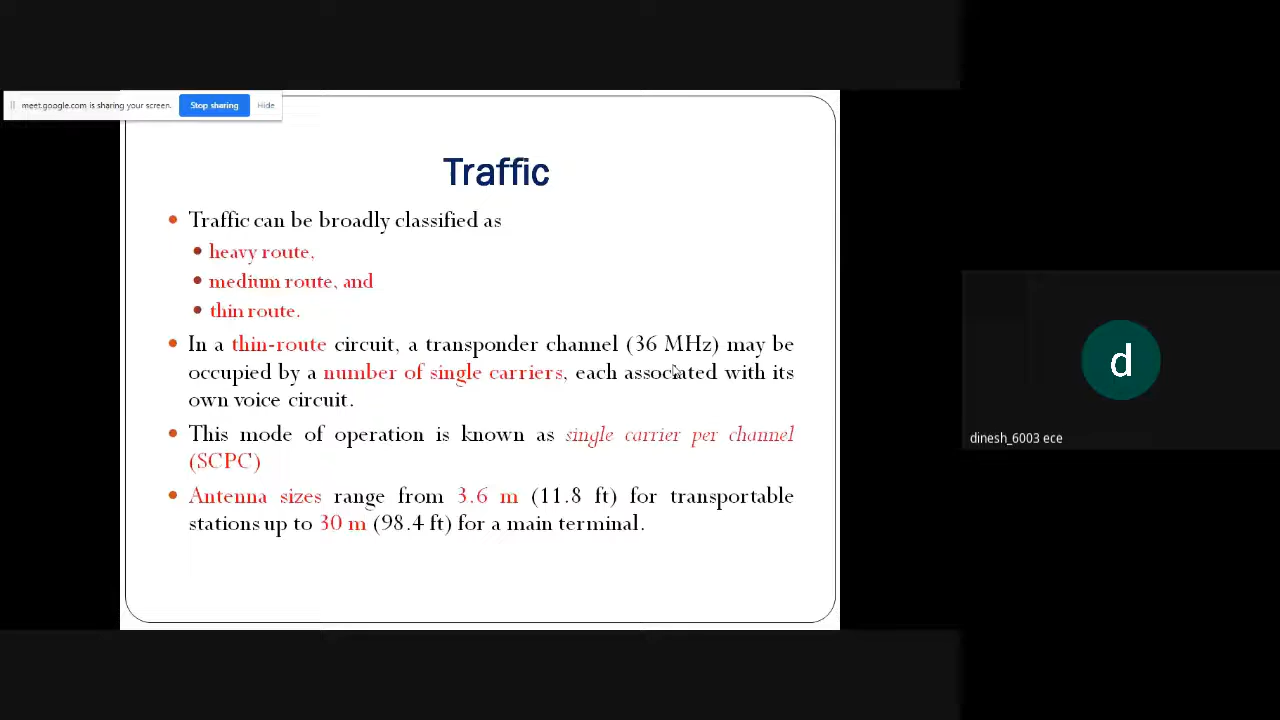 meet.google.com is sharing your screen.
Stop sharing
Hide
Traffic
• Traffic can be broadly classified as
• heavy route,
• medium route, and
• thin route.
• In a thin-route circuit, a transponder channel (36 MHz) may be
occupied by a number of single carriers, each associated with its
own voice circuit.
• This mode of operation is known as single carrier per channel
(SCPC)
• Antenna sizes range from 3.6 m (11.8 ft) for transportable
stations up to 30 m (98.4 ft) for a main terminal.
d
dinesh_6003 ece